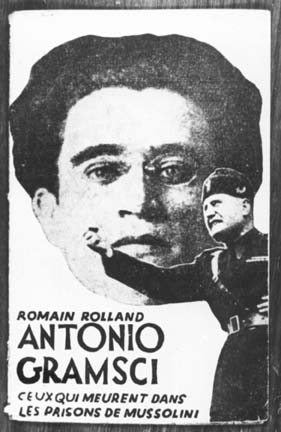 ROMAIN ROLLAND
ANTONIO
GRAMSCI
CEUX QUI MEURENT DANS
LES PRISONS DE MUSSOLINI